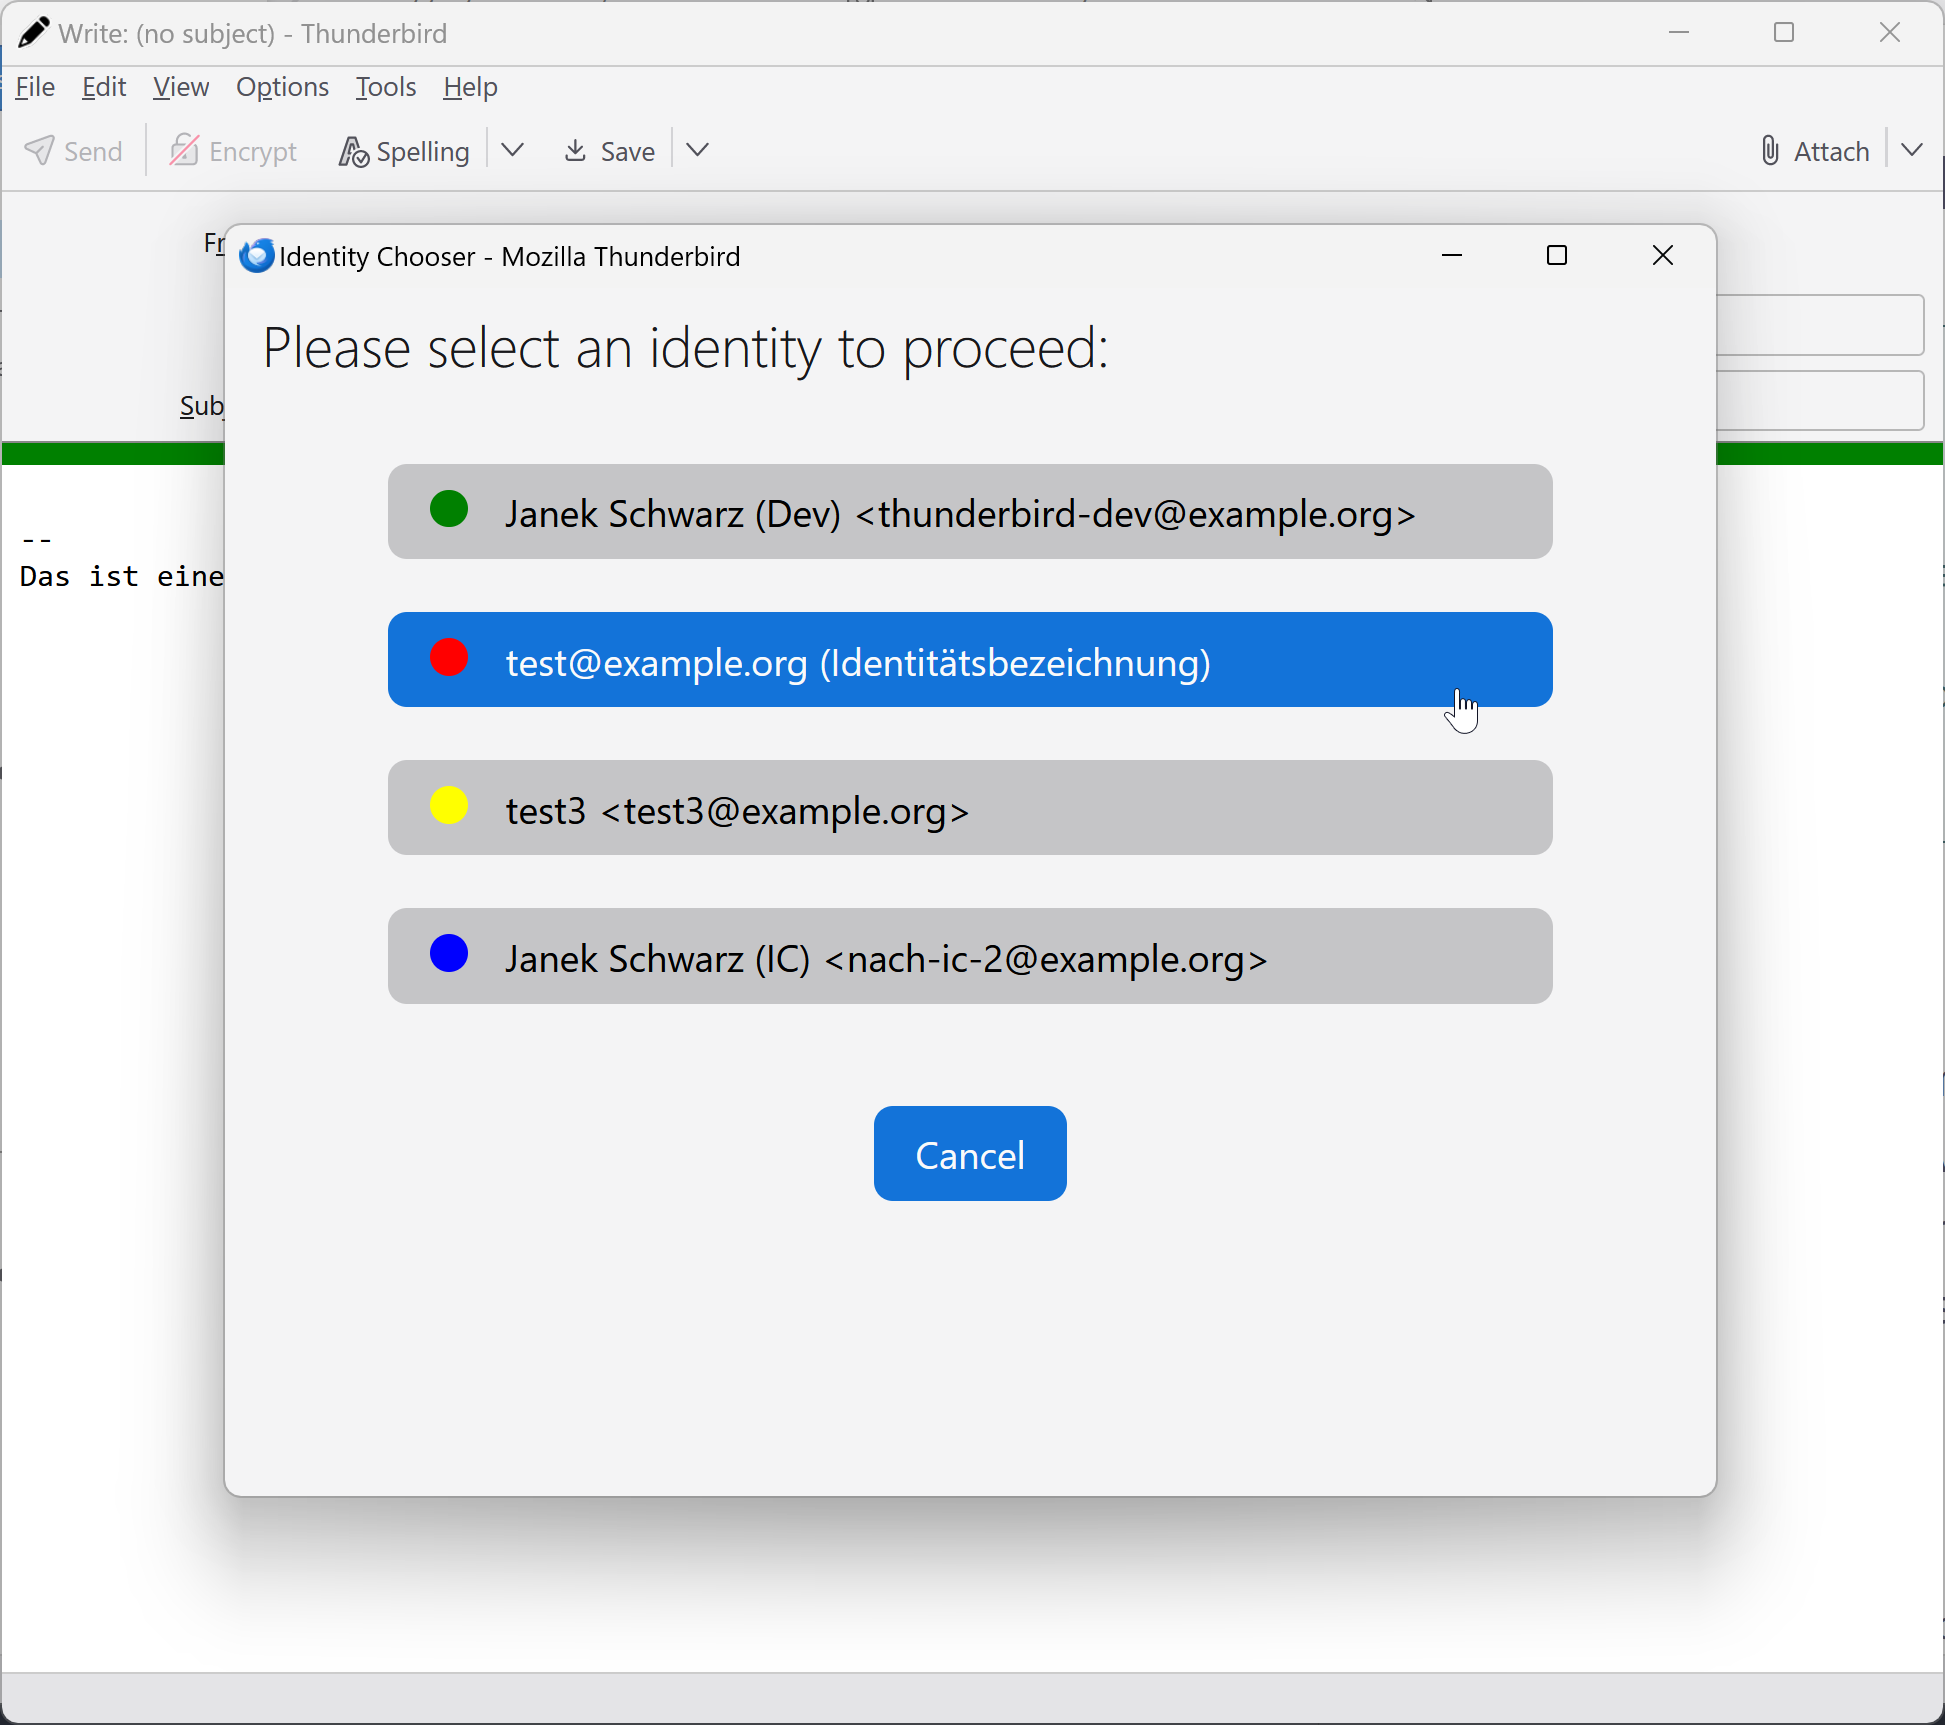 Write: (no subject) - Thunderbird
File Edit View Options Tools Help
Send Encrypt Spelling Save Attach
Identity Chooser - Mozilla Thunderbird
Please select an identity to proceed:
Janek Schwarz (Dev) <thunderbird-dev@example.org>
--
Das ist eine
test@example.org (Identitätsbezeichnung)
test3 <test3@example.org>
Janek Schwarz (IC) <nach-ic-2@example.org>
Cancel